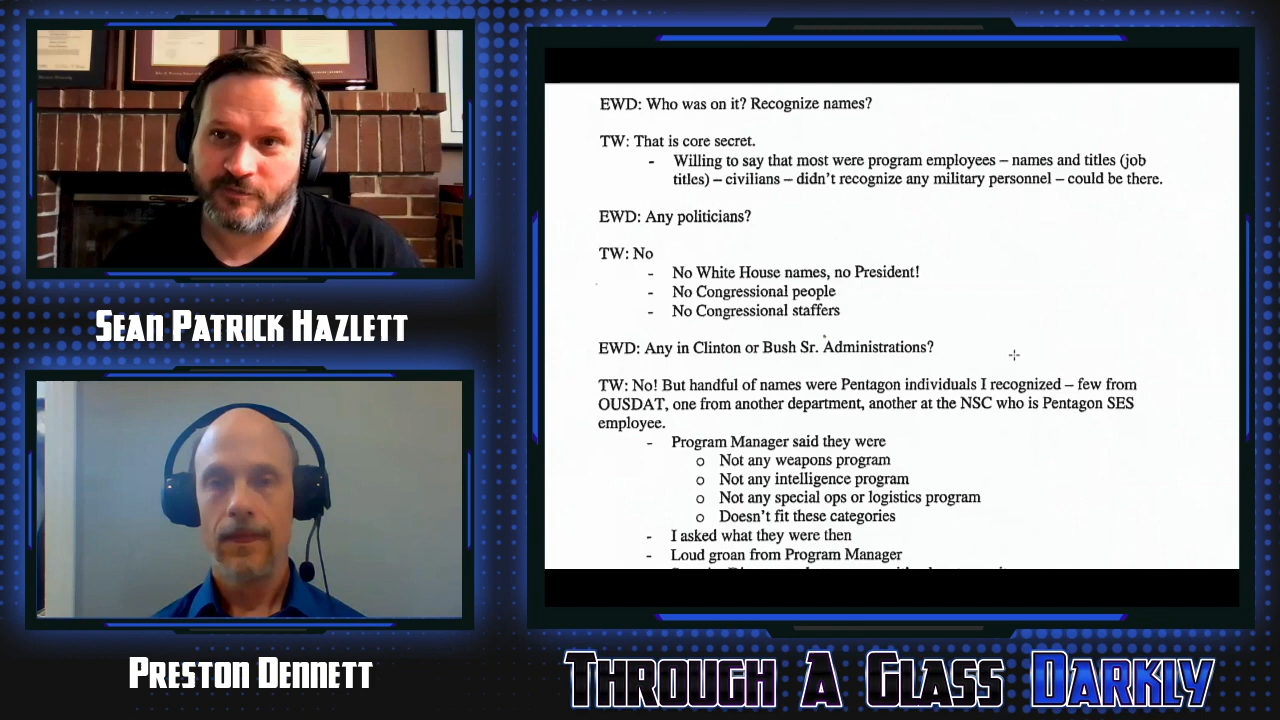 SEAN PATRICK HAZLETT
PRESTON DENNETT
EWD: Who was on it? Recognize names?
TW: That is core secret.
- Willing to say that most were program employees – names and titles (job
titles) – civilians – didn't recognize any military personnel – could be there.
EWD: Any politicians?
TW: No
- No White House names, no President!
- No Congressional people
- No Congressional staffers
EWD: Any in Clinton or Bush Sr. Administrations?
TW: No! But handful of names were Pentagon individuals I recognized – few from
OUSDAT, one from another department, another at the NSC who is Pentagon SES
employee.
- Program Manager said they were
o Not any weapons program
o Not any intelligence program
o Not any special ops or logistics program
o Doesn't fit these categories
- I asked what they were then
- Loud groan from Program Manager
THROUGH A GLASS DARKLY